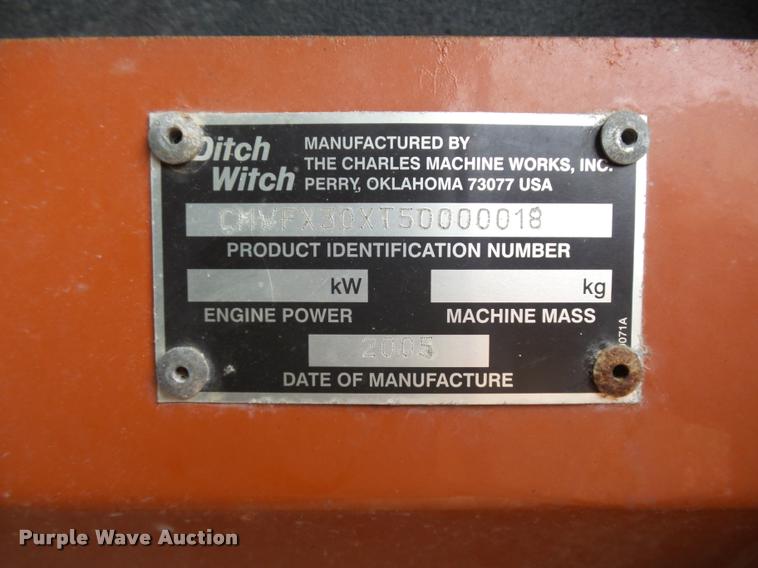 Ditch
Witch®
MANUFACTURED BY
THE CHARLES MACHINE WORKS, INC.
PERRY, OKLAHOMA 73077 USA
CMWFX30XT50000018
PRODUCT IDENTIFICATION NUMBER
kW
kg
ENGINE POWER
MACHINE MASS
2005
DATE OF MANUFACTURE
Purple Wave Auction